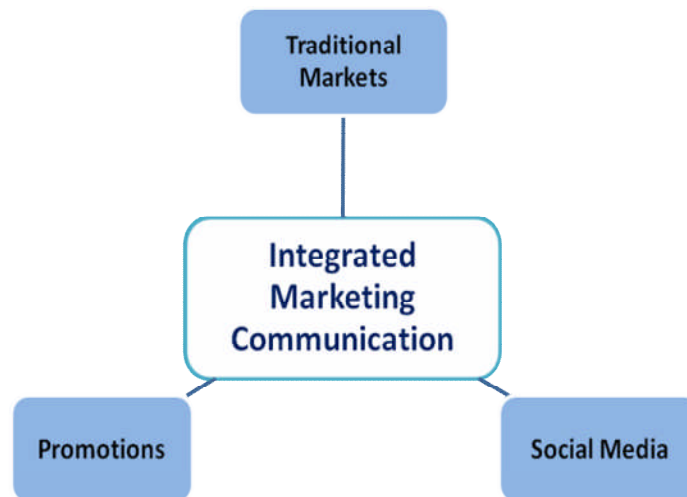 Traditional
Markets
Integrated
Marketing
Communication
Promotions
Social Media